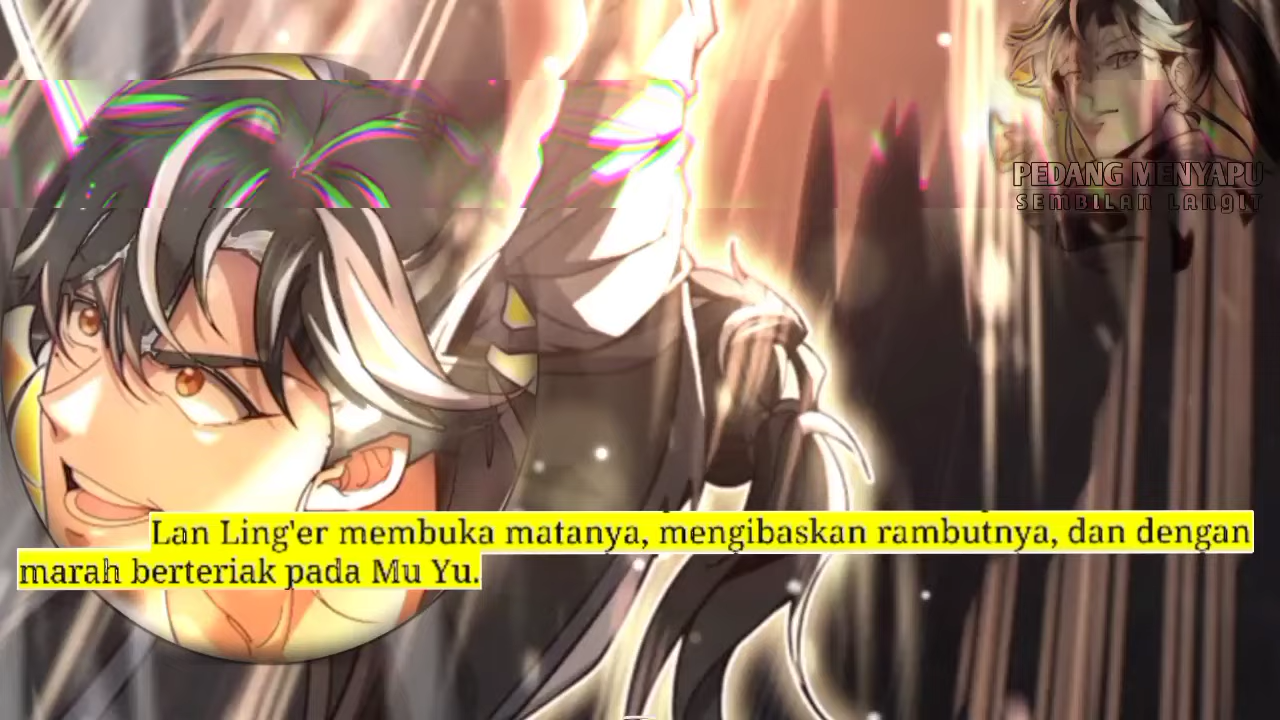 PEDANG MENYAPU
SEMBILAN LANGIT
Lan Ling'er membuka matanya, mengibaskan rambutnya, dan dengan
marah berteriak pada Mu Yu.